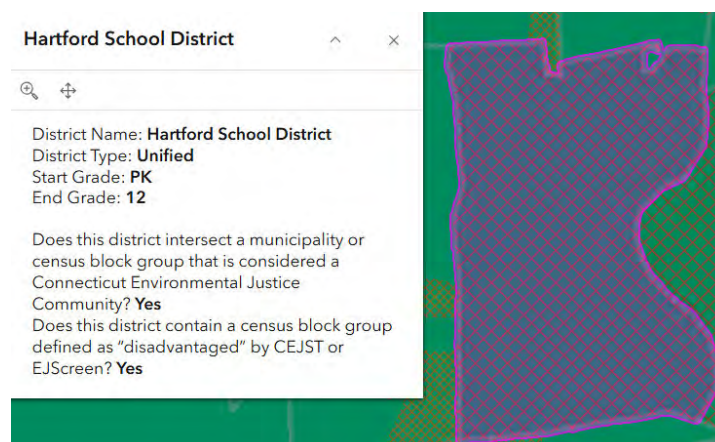 Hartford School District
District Name: Hartford School District
District Type: Unified
Start Grade: PK
End Grade: 12
Does this district intersect a municipality or
census block group that is considered a
Connecticut Environmental Justice
Community? Yes
Does this district contain a census block group
defined as “disadvantaged” by CEJST or
EJScreen? Yes